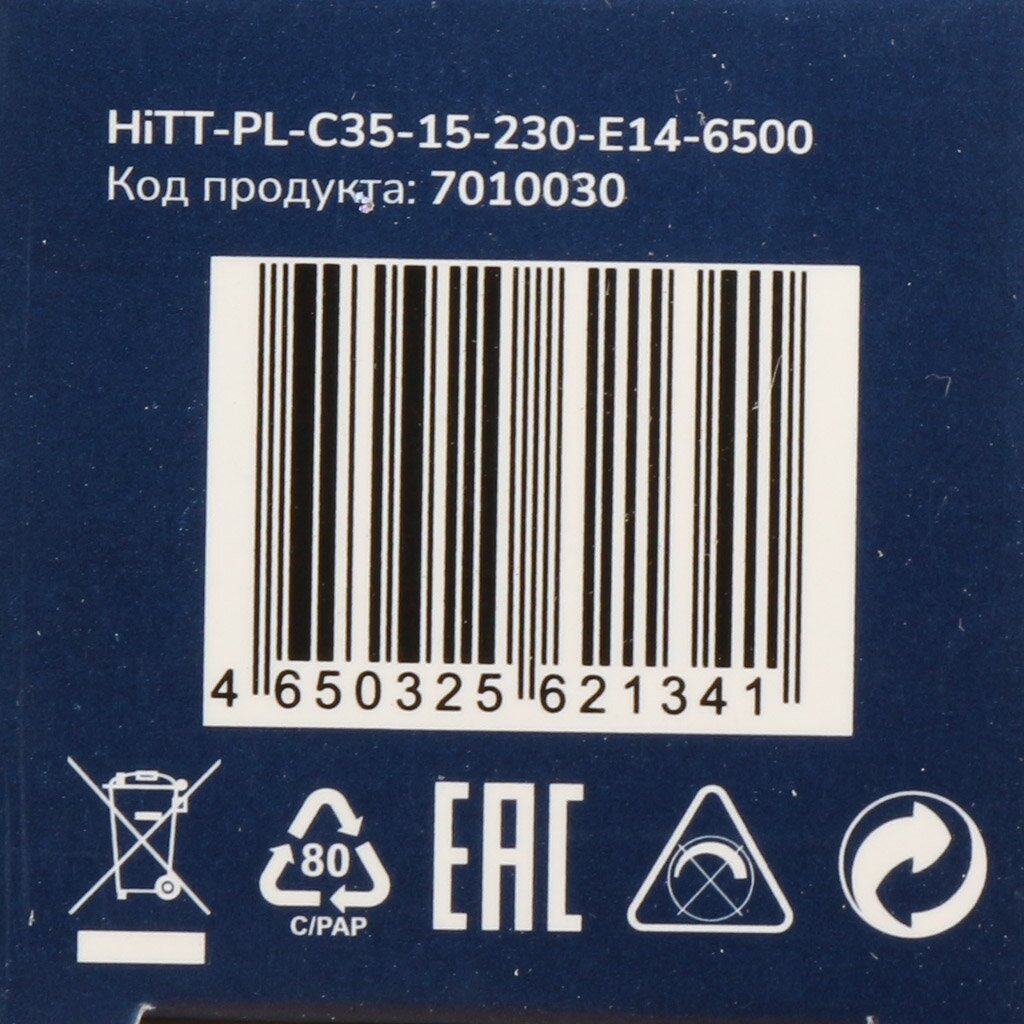 HiTT-PL-C35-15-230-E14-6500
Код продукта: 7010030
4 650325 621341
80
C/PAP
EAC